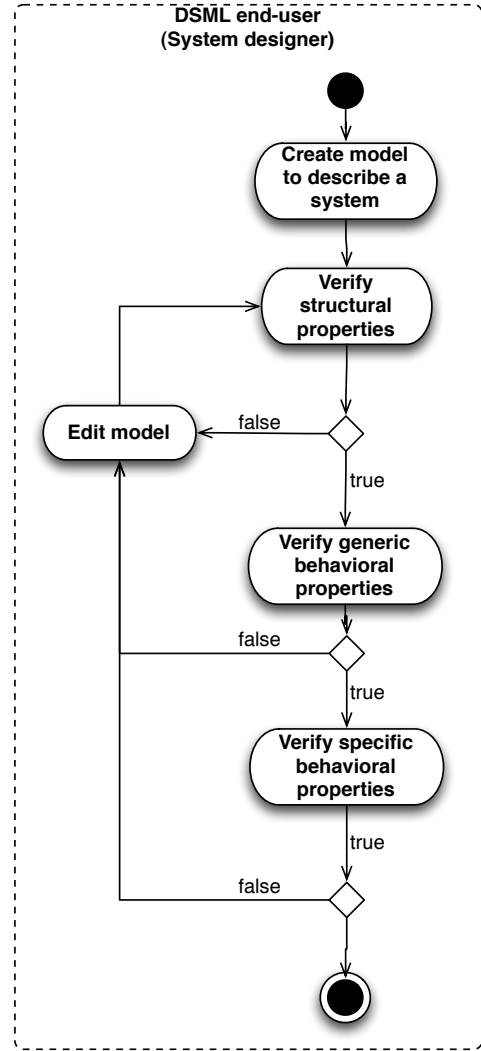 DSML end-user
(System designer)
Create model
to describe a
system
Verify
structural
properties
Edit model
false
true
Verify generic
behavioral
properties
false
true
Verify specific
behavioral
properties
true
false